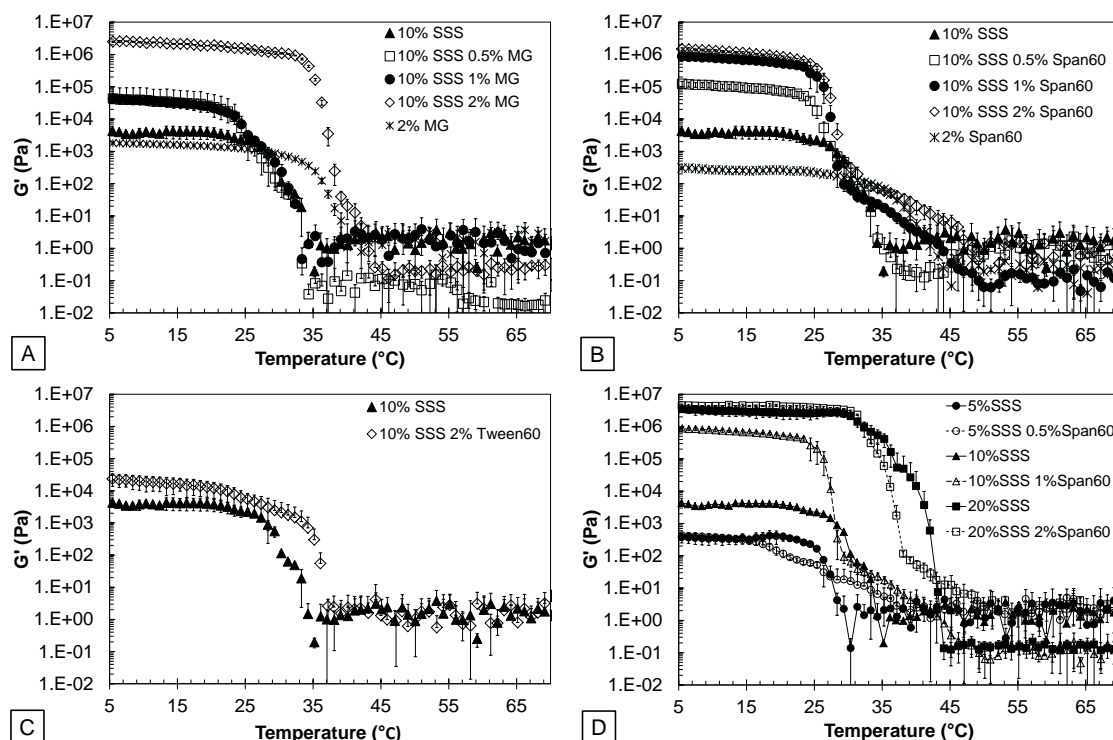 1.E+07
1.E+06
1.E+05
1.E+04
1.E+03
1.E+02
1.E+01
1.E+00
1.E-01
1.E-02
G' (Pa)
10% SSS
10% SSS 0.5% MG
10% SSS 1% MG
10% SSS 2% MG
2% MG
5 15 25 35 45 55 65
Temperature (°C)
A
1.E+07
1.E+06
1.E+05
1.E+04
1.E+03
1.E+02
1.E+01
1.E+00
1.E-01
1.E-02
G' (Pa)
10% SSS
10% SSS 0.5% Span60
10% SSS 1% Span60
10% SSS 2% Span60
2% Span60
5 15 25 35 45 55 65
Temperature (°C)
B
1.E+07
1.E+06
1.E+05
1.E+04
1.E+03
1.E+02
1.E+01
1.E+00
1.E-01
1.E-02
G' (Pa)
10% SSS
10% SSS 2% Tween60
5 15 25 35 45 55 65
Temperature (°C)
C
1.E+07
1.E+06
1.E+05
1.E+04
1.E+03
1.E+02
1.E+01
1.E+00
1.E-01
1.E-02
G' (Pa)
5%SSS
5%SSS 0.5%Span60
10%SSS
10%SSS 1%Span60
20%SSS
20%SSS 2%Span60
5 15 25 35 45 55 65
Temperature (°C)
D